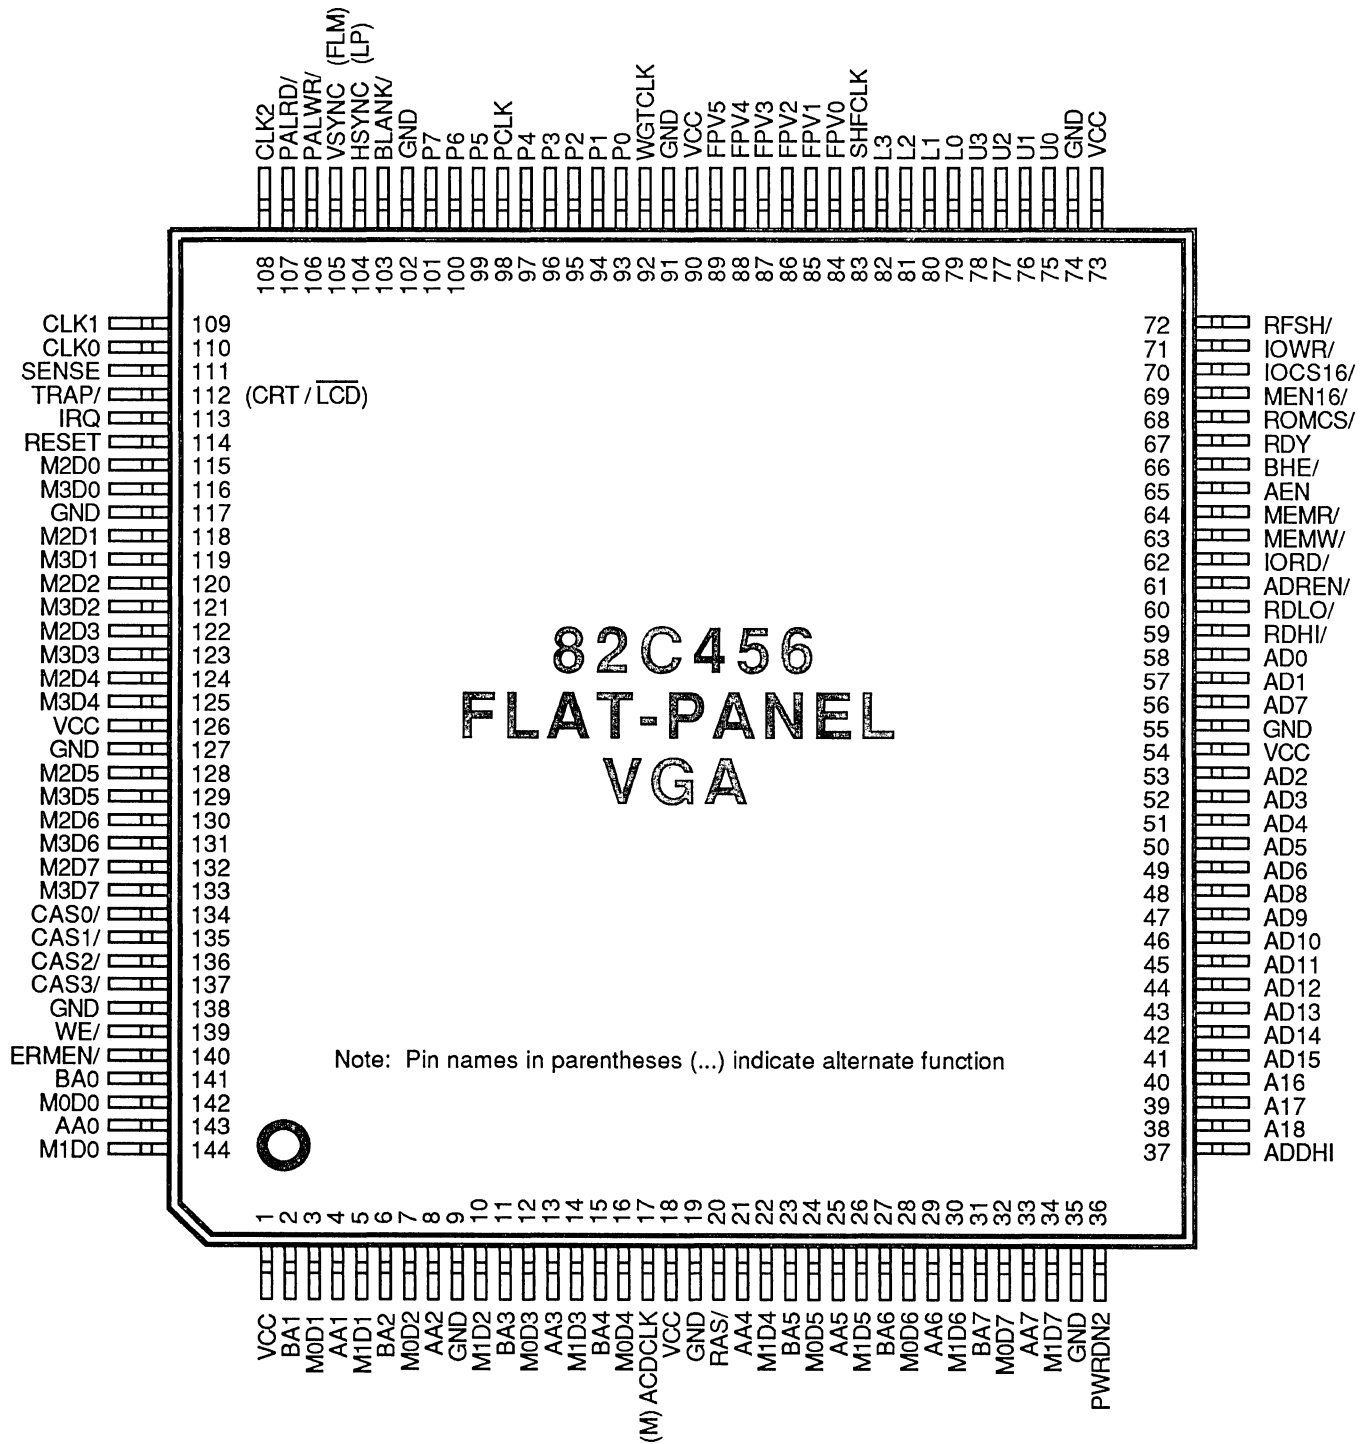 CLK2
PALRD/
PALWR/
VSYNC (FLM)
HSYNC (LP)
BLANK/
GND
P7
P6
P5
PCLK
P4
P3
P2
P1
P0
WGTCLK
GND
VCC
FPV5
FPV4
FPV3
FPV2
FPV1
FPV0
SHFCLK
L3
L2
L1
L0
U3
U2
U1
U0
GND
VCC
108
107
106
105
104
103
102
101
100
99
98
97
96
95
94
93
92
91
90
89
88
87
86
85
84
83
82
81
80
79
78
77
76
75
74
73
CLK1 109
CLK0 110
SENSE 111
TRAP/ 112 (CRT / LCD)
IRQ 113
RESET 114
M2D0 115
M3D0 116
GND 117
M2D1 118
M3D1 119
M2D2 120
M3D2 121
M2D3 122
M3D3 123
M2D4 124
M3D4 125
VCC 126
GND 127
M2D5 128
M3D5 129
M2D6 130
M3D6 131
M2D7 132
M3D7 133
CAS0/ 134
CAS1/ 135
CAS2/ 136
CAS3/ 137
GND 138
WE/ 139
ERMEN/ 140
BA0 141
M0D0 142
AA0 143
M1D0 144
82C456
FLAT-PANEL
VGA
Note: Pin names in parentheses (...) indicate alternate function
72 RFSH/
71 IOWR/
70 IOCS16/
69 MEN16/
68 ROMCS/
67 RDY
66 BHE/
65 AEN
64 MEMR/
63 MEMW/
62 IORD/
61 ADREN/
60 RDLO/
59 RDHI/
58 AD0
57 AD1
56 AD7
55 GND
54 VCC
53 AD2
52 AD3
51 AD4
50 AD5
49 AD6
48 AD8
47 AD9
46 AD10
45 AD11
44 AD12
43 AD13
42 AD14
41 AD15
40 A16
39 A17
38 A18
37 ADDHI
1
2
3
4
5
6
7
8
9
10
11
12
13
14
15
16
17
18
19
20
21
22
23
24
25
26
27
28
29
30
31
32
33
34
35
36
VCC
BA1
M0D1
AA1
M1D1
BA2
M0D2
AA2
GND
M1D2
BA3
M0D3
AA3
M1D3
BA4
M0D4
(M) ACDCLK
VCC
GND
RAS/
AA4
M1D4
BA5
M0D5
AA5
M1D5
BA6
M0D6
AA6
M1D6
BA7
M0D7
AA7
M1D7
GND
PWRDN2